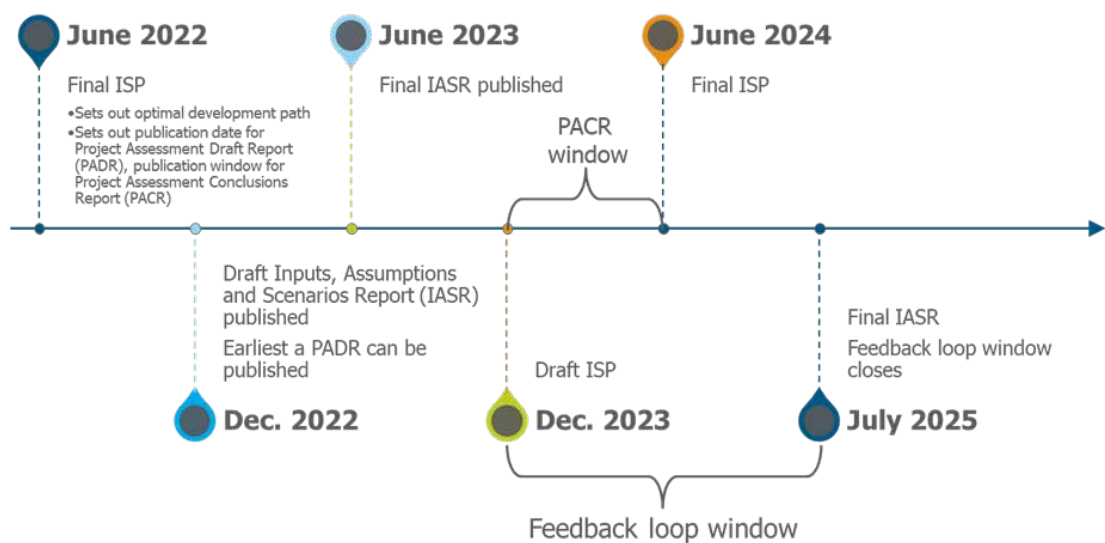 June 2022
Final ISP
•Sets out optimal development path
•Sets out publication date for
Project Assessment Draft Report
(PADR), publication window for
Project Assessment Conclusions
Report (PACR)
June 2023
Final IASR published
June 2024
Final ISP
PACR
window
Draft Inputs, Assumptions
and Scenarios Report (IASR)
published
Earliest a PADR can be
published
Dec. 2022
Draft ISP
Dec. 2023
Final IASR
Feedback loop window
closes
July 2025
Feedback loop window